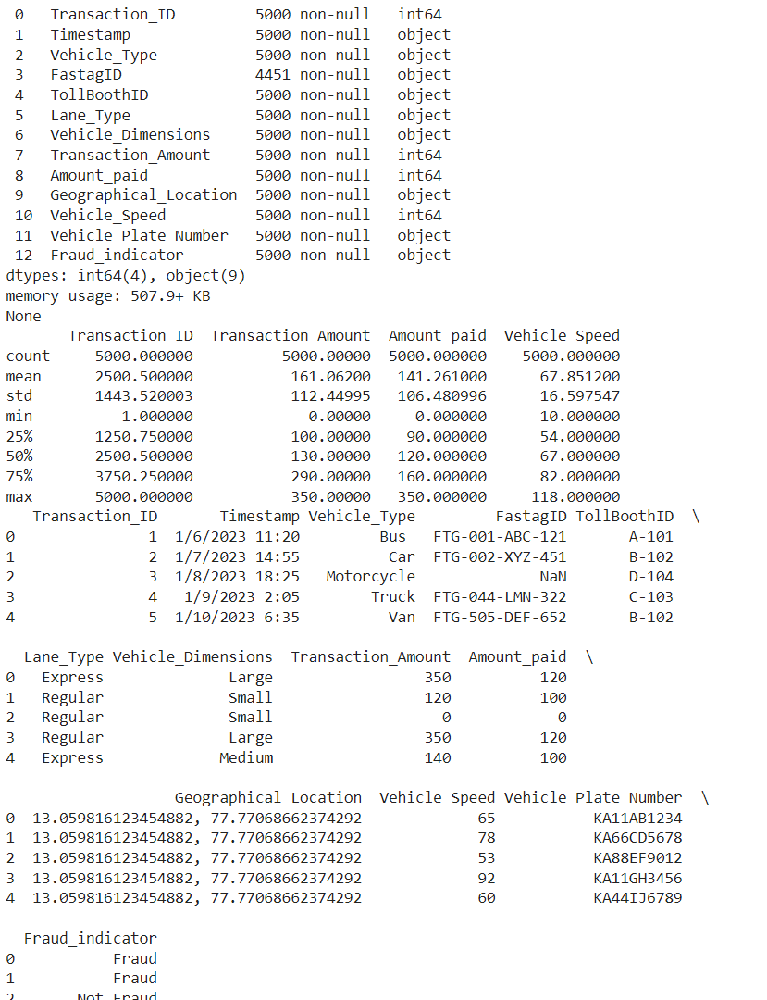 0   Transaction_ID         5000 non-null   int64
1   Timestamp              5000 non-null   object
2   Vehicle_Type           5000 non-null   object
3   FastagID               4451 non-null   object
4   TollBoothID            5000 non-null   object
5   Lane_Type              5000 non-null   object
6   Vehicle_Dimensions     5000 non-null   object
7   Transaction_Amount     5000 non-null   int64
8   Amount_paid            5000 non-null   int64
9   Geographical_Location  5000 non-null   object
10  Vehicle_Speed          5000 non-null   int64
11  Vehicle_Plate_Number   5000 non-null   object
12  Fraud_indicator        5000 non-null   object
dtypes: int64(4), object(9)
memory usage: 507.9+ KB
None
       Transaction_ID  Transaction_Amount  Amount_paid  Vehicle_Speed
count     5000.000000          5000.00000  5000.000000    5000.000000
mean      2500.500000           161.06200   141.261000      67.851200
std       1443.520003           112.44995   106.480996      16.597547
min          1.000000             0.00000     0.000000      10.000000
25%       1250.750000           100.00000    90.000000      54.000000
50%       2500.500000           130.00000   120.000000      67.000000
75%       3750.250000           290.00000   160.000000      82.000000
max       5000.000000           350.00000   350.000000     118.000000
   Transaction_ID       Timestamp Vehicle_Type         FastagID TollBoothID  \
0               1  1/6/2023 11:20         Bus   FTG-001-ABC-121       A-101
1               2  1/7/2023 14:55          Car  FTG-002-XYZ-451       B-102
2               3  1/8/2023 18:25   Motorcycle              NaN       D-104
3               4   1/9/2023 2:05        Truck  FTG-044-LMN-322       C-103
4               5  1/10/2023 6:35          Van  FTG-505-DEF-652       B-102
  Lane_Type Vehicle_Dimensions  Transaction_Amount  Amount_paid  \
0   Express              Large                 350          120
1   Regular              Small                 120          100
2   Regular              Small                   0            0
3   Regular              Large                 350          120
4   Express             Medium                 140          100
                   Geographical_Location  Vehicle_Speed Vehicle_Plate_Number  \
0  13.059816123454882, 77.77068662374292             65           KA11AB1234
1  13.059816123454882, 77.77068662374292             78           KA66CD5678
2  13.059816123454882, 77.77068662374292             53           KA88EF9012
3  13.059816123454882, 77.77068662374292             92           KA11GH3456
4  13.059816123454882, 77.77068662374292             60           KA44IJ6789
  Fraud_indicator
0           Fraud
1           Fraud
2       Not Fraud